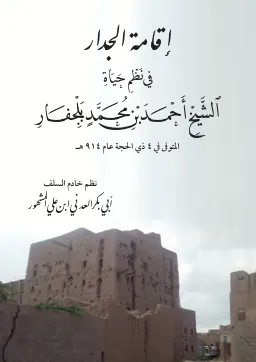 إقامة الجدار
في نظم حياة
الشيخ أحمد بن محمد بلحفار
المتوفى في ٤ ذي الحجة عام ٩١٤ هـ
نظم خادم السلف
أبي بكر العدني ابن علي المشهور